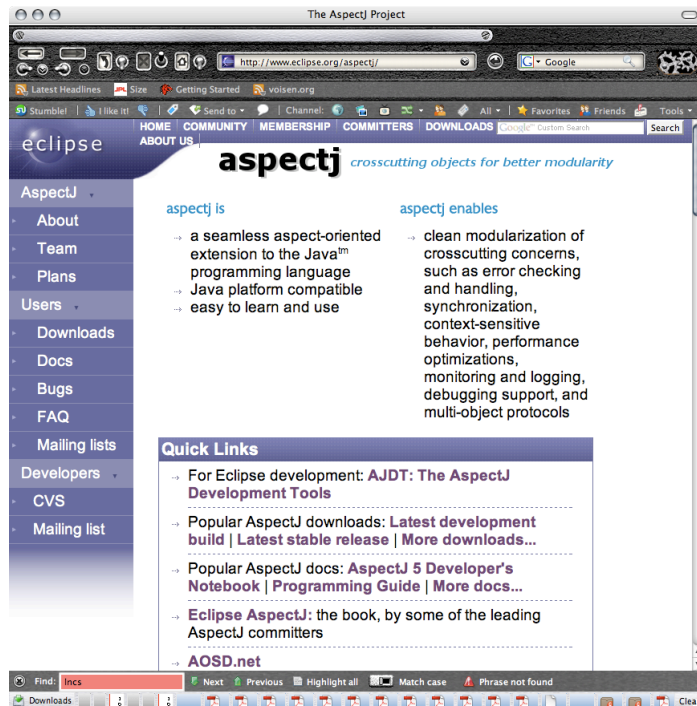 The AspectJ Project
http://www.eclipse.org/aspectj/
G Google
Latest Headlines JPL Size Getting Started voisen.org
SU Stumble! I like it! Send to Channel: All Favorites Friends Tools
HOME COMMUNITY MEMBERSHIP COMMITTERS DOWNLOADS Google™ Custom Search Search
ABOUT US
eclipse
aspectj crosscutting objects for better modularity
AspectJ
About
Team
Plans
Users
Downloads
Docs
Bugs
FAQ
Mailing lists
Developers
CVS
Mailing list
aspectj is
a seamless aspect-oriented
extension to the Java™
programming language
Java platform compatible
easy to learn and use
aspectj enables
clean modularization of
crosscutting concerns,
such as error checking
and handling,
synchronization,
context-sensitive
behavior, performance
optimizations,
monitoring and logging,
debugging support, and
multi-object protocols
Quick Links
For Eclipse development: AJDT: The AspectJ
Development Tools
Popular AspectJ downloads: Latest development
build | Latest stable release | More downloads...
Popular AspectJ docs: AspectJ 5 Developer's
Notebook | Programming Guide | More docs...
Eclipse AspectJ: the book, by some of the leading
AspectJ committers
AOSD.net
Find: lncs Next Previous Highlight all Match case Phrase not found
Downloads Clea